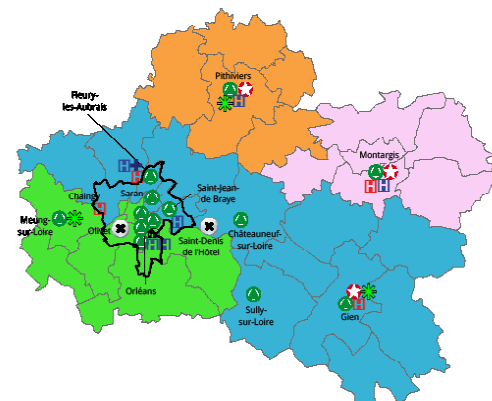 Pithiviers
H
Fleury-
les-Aubrais
Montargis
H
H
H
H
Saran
Saint-Jean
de Braye
Chaingy
H
Meung-
sur-Loire
Olivet
H
Châteauneuf-
sur-Loire
Saint-Denis
de l'Hôtel
H
H
Orléans
Sully-
sur-Loire
H
Gien